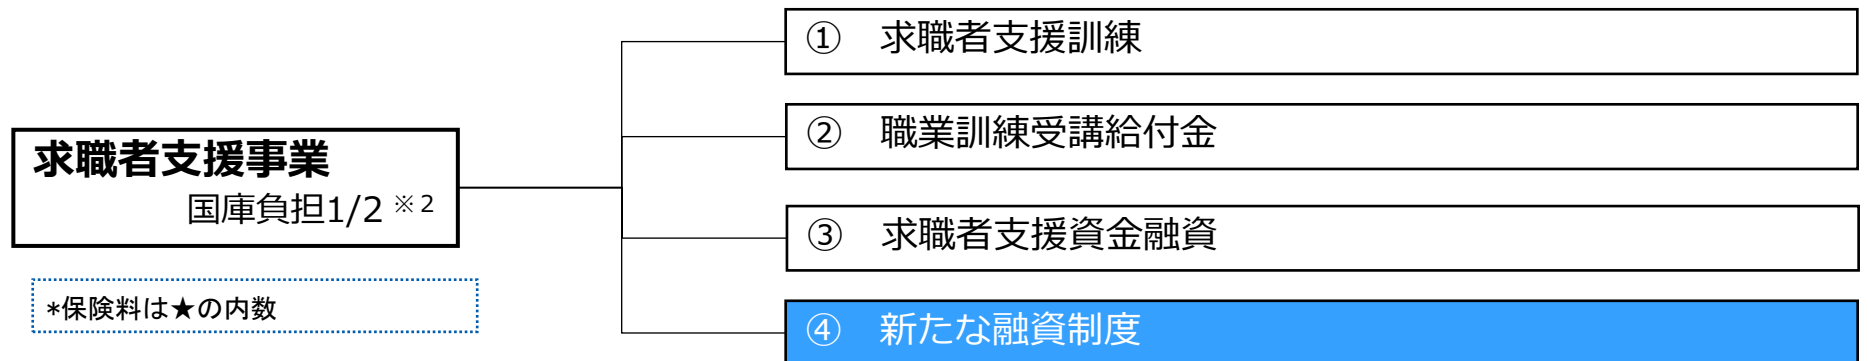 ① 求職者支援訓練
② 職業訓練受講給付金
求職者支援事業
国庫負担1/2 ※2
③ 求職者支援資金融資
*保険料は★の内数
④ 新たな融資制度